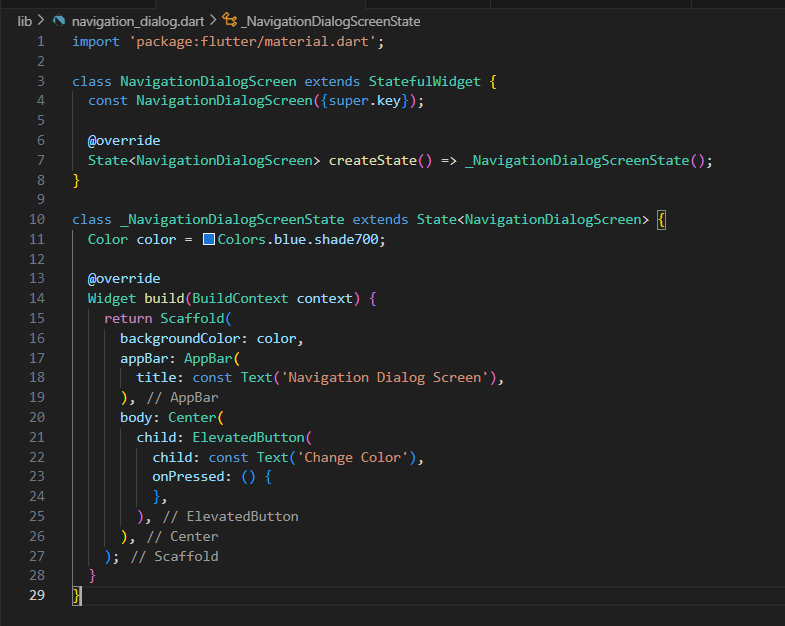 lib > navigation_dialog.dart > _NavigationDialogScreenState
1 import 'package:flutter/material.dart';
2
3 class NavigationDialogScreen extends StatefulWidget {
4   const NavigationDialogScreen({super.key});
5
6   @override
7   State<NavigationDialogScreen> createState() => _NavigationDialogScreenState();
8 }
9
10 class _NavigationDialogScreenState extends State<NavigationDialogScreen> {
11   Color color = Colors.blue.shade700;
12
13   @override
14   Widget build(BuildContext context) {
15     return Scaffold(
16       backgroundColor: color,
17       appBar: AppBar(
18         title: const Text('Navigation Dialog Screen'),
19       ), // AppBar
20       body: Center(
21         child: ElevatedButton(
22           child: const Text('Change Color'),
23           onPressed: () {
24           },
25         ), // ElevatedButton
26       ), // Center
27     ); // Scaffold
28   }
29 }